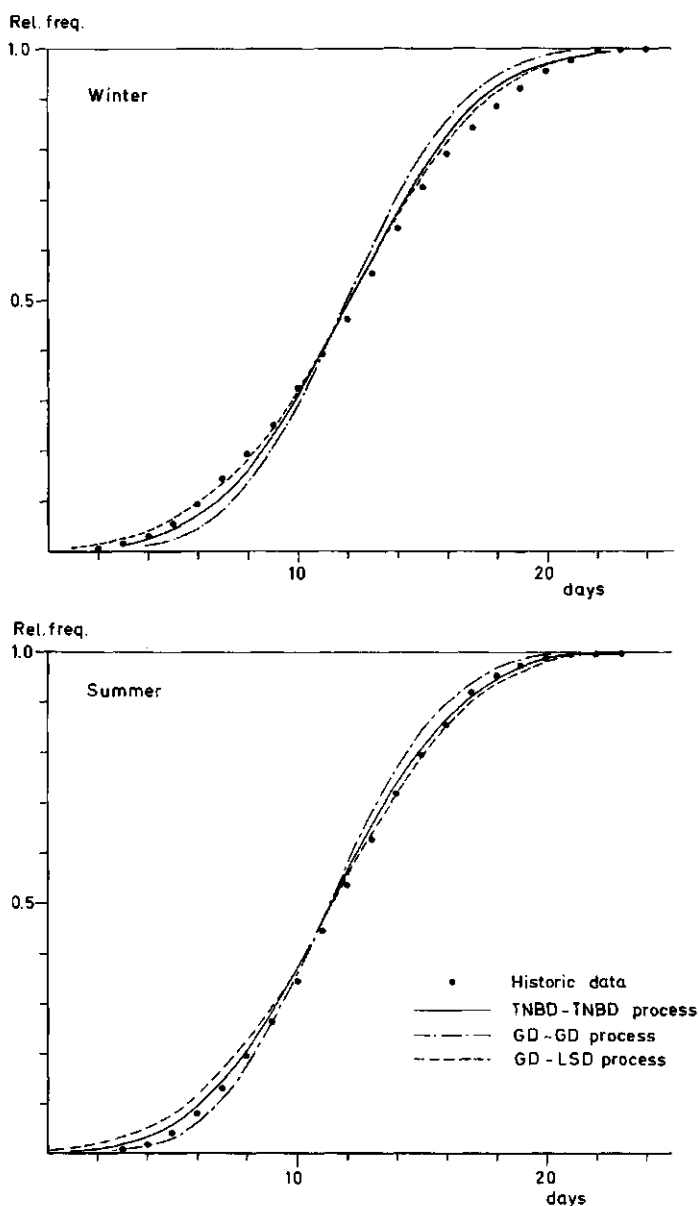 Rel. freq.
1.0
Winter
0.5
10
20
days
Rel. freq.
1.0
Summer
0.5
Historic data
TNBD-TNBD process
GD-GD process
GD-LSD process
10
20
days